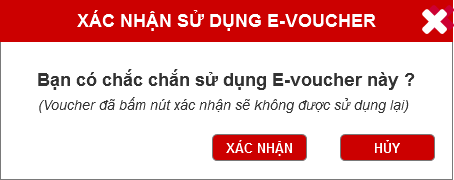 XÁC NHẬN SỬ DỤNG E-VOUCHER
Bạn có chắc chắn sử dụng E-voucher này ?
(Voucher đã bấm nút xác nhận sẽ không được sử dụng lại)
XÁC NHẬN HỦY